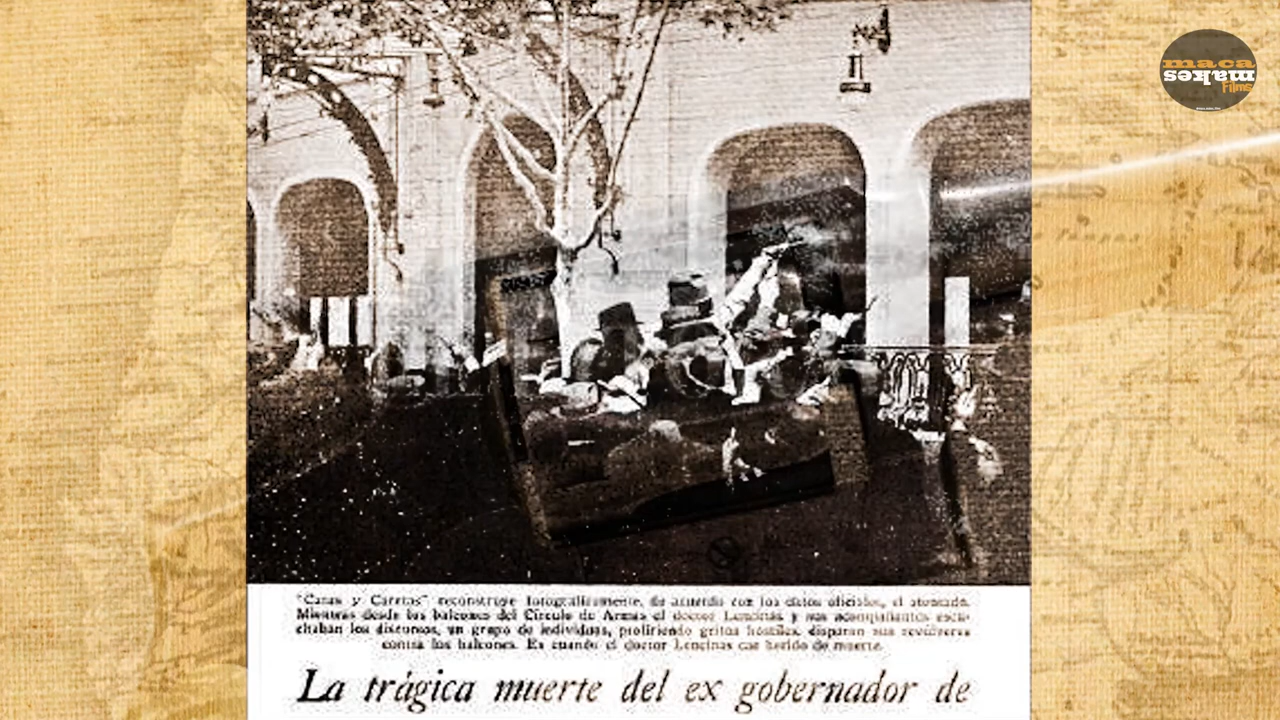 maca
makes
Films
"Caras y Caretas" reconstruye fotográficamente, de acuerdo con los datos oficiales, el atentado.
Mientras desde los balcones del Círculo de Armas el doctor Lencinas y sus acompañantes escu-
chaban los discursos, un grupo de individuos, profiriendo gritos hostiles, disparan sus revólveres
contra los balcones. Es cuando el doctor Lencinas cae herido de muerte.
La trágica muerte del ex gobernador de